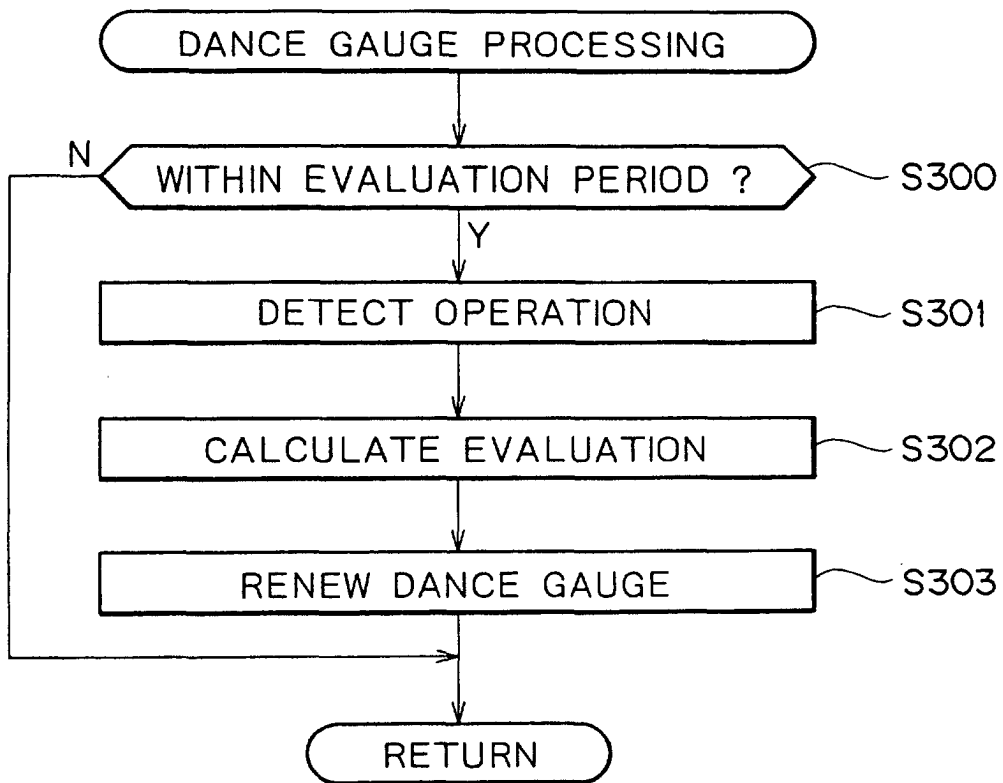 DANCE GAUGE PROCESSING
N
WITHIN EVALUATION PERIOD ?
S300
Y
DETECT OPERATION
S301
CALCULATE EVALUATION
S302
RENEW DANCE GAUGE
S303
RETURN